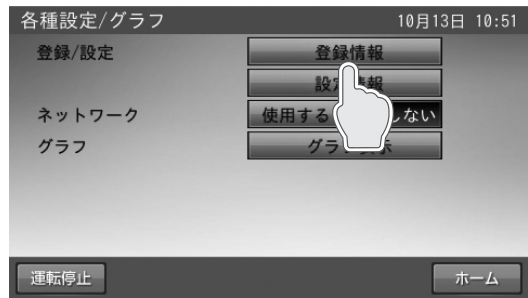 各種設定/グラフ 10月13日 10:51
登録/設定 登録情報
設 報
ネットワーク 使用する しない
グラフ グラ 示
運転停止 ホーム